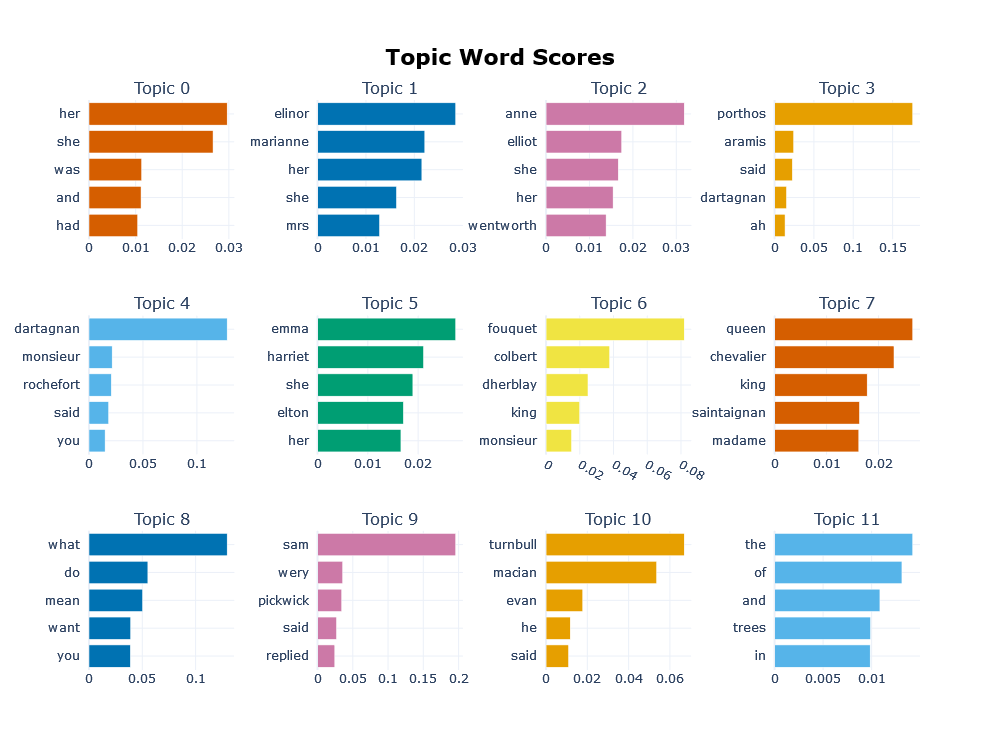 Topic Word Scores
Topic 0
her
she
was
and
had
0 0.01 0.02 0.03
Topic 1
elinor
marianne
her
she
mrs
0 0.01 0.02 0.03
Topic 2
anne
elliot
she
her
wentworth
0 0.01 0.02 0.03
Topic 3
porthos
aramis
said
dartagnan
ah
0 0.05 0.1 0.15
Topic 4
dartagnan
monsieur
rochefort
said
you
0 0.05 0.1
Topic 5
emma
harriet
she
elton
her
0 0.01 0.02
Topic 6
fouquet
colbert
dherblay
king
monsieur
0 0.02 0.04 0.06 0.08
Topic 7
queen
chevalier
king
saintaignan
madame
0 0.01 0.02
Topic 8
what
do
mean
want
you
0 0.05 0.1
Topic 9
sam
wery
pickwick
said
replied
0 0.05 0.1 0.15 0.2
Topic 10
turnbull
macian
evan
he
said
0 0.02 0.04 0.06
Topic 11
the
of
and
trees
in
0 0.005 0.01